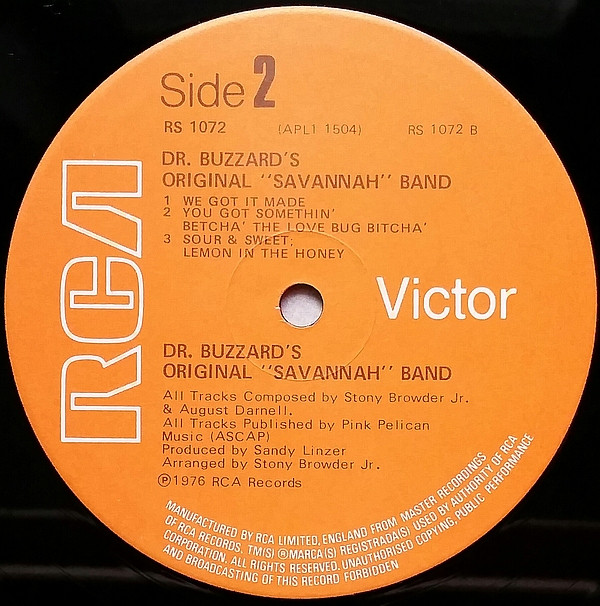 Side 2
RS 1072 (APL1 1504) RS 1072 B
DR. BUZZARD'S
ORIGINAL "SAVANNAH" BAND
1 WE GOT IT MADE
2 YOU GOT SOMETHIN'
BETCHA' THE LOVE BUG BITCHA'
3 SOUR & SWEET;
LEMON IN THE HONEY
RCA
Victor
DR. BUZZARD'S
ORIGINAL "SAVANNAH" BAND
All Tracks Composed by Stony Browder Jr.
& August Darnell.
All Tracks Published by Pink Pelican
Music (ASCAP)
Produced by Sandy Linzer
Arranged by Stony Browder Jr.
℗1976 RCA Records
MANUFACTURED BY RCA LIMITED, ENGLAND FROM MASTER RECORDINGS
OF RCA RECORDS. TM(S) ® MARCA(S) REGISTRADA(S) USED BY AUTHORITY OF RCA
CORPORATION. ALL RIGHTS RESERVED. UNAUTHORISED COPYING, PUBLIC PERFORMANCE
AND BROADCASTING OF THIS RECORD FORBIDDEN